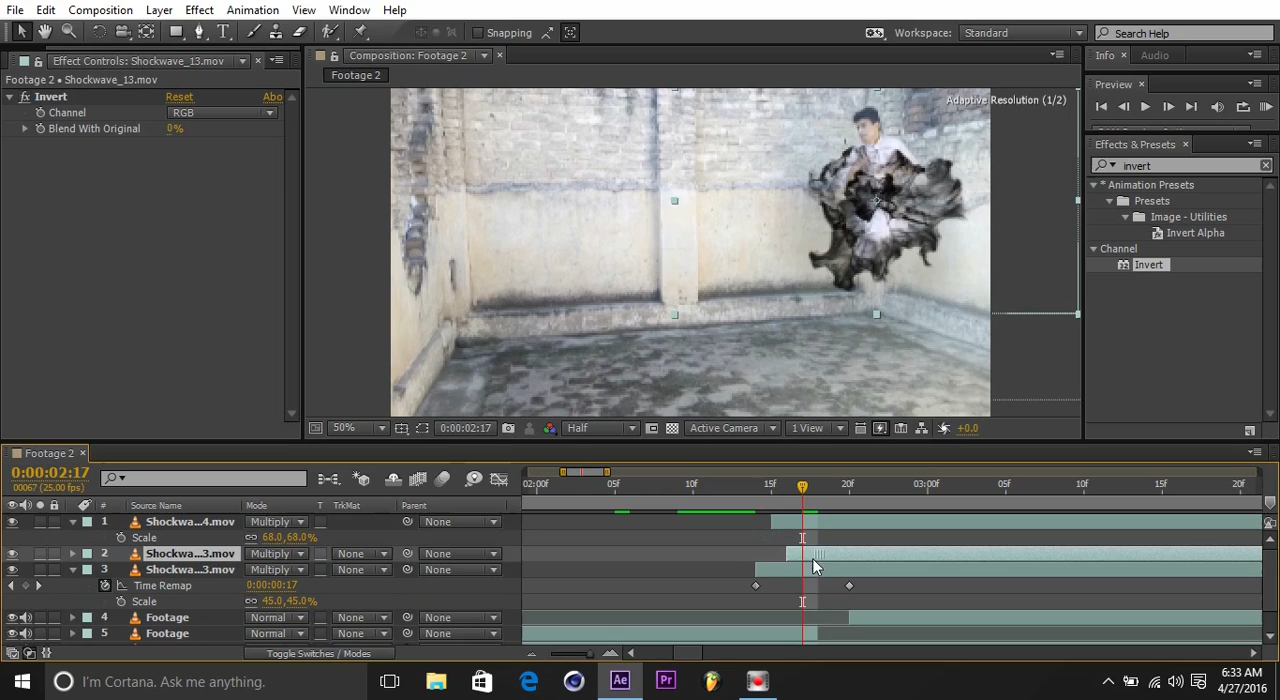 File Edit Composition Layer Effect Animation View Window Help
Snapping Workspace: Standard Search Help
Effect Controls: Shockwave_13.mov Composition: Footage 2 Info Audio
Footage 2 • Shockwave_13.mov Footage 2 Preview
fx Invert Reset Abo Adaptive Resolution (1/2)
Channel RGB
Blend With Original 0%
Effects & Presets
invert
* Animation Presets
Presets
Image - Utilities
Invert Alpha
Channel
Invert
50% 0:00:02:17 Half Active Camera 1 View +0.0
Footage 2
0:00:02:17
00067 (25.00 fps)
:00f 05f 10f 15f 20f 03:00f 05f 10f 15f 20f
# Source Name Mode T TrkMat Parent
1 Shockwa...4.mov Multiply None
Scale 68.0,68.0%
2 Shockwa...3.mov Multiply None None
3 Shockwa...3.mov Multiply None None
Time Remap 0:00:00:17
Scale 45.0,45.0%
4 Footage Normal None None
5 Footage Normal None None
Toggle Switches / Modes
I'm Cortana. Ask me anything. Ae Pr 6:33 AM
4/27/2016